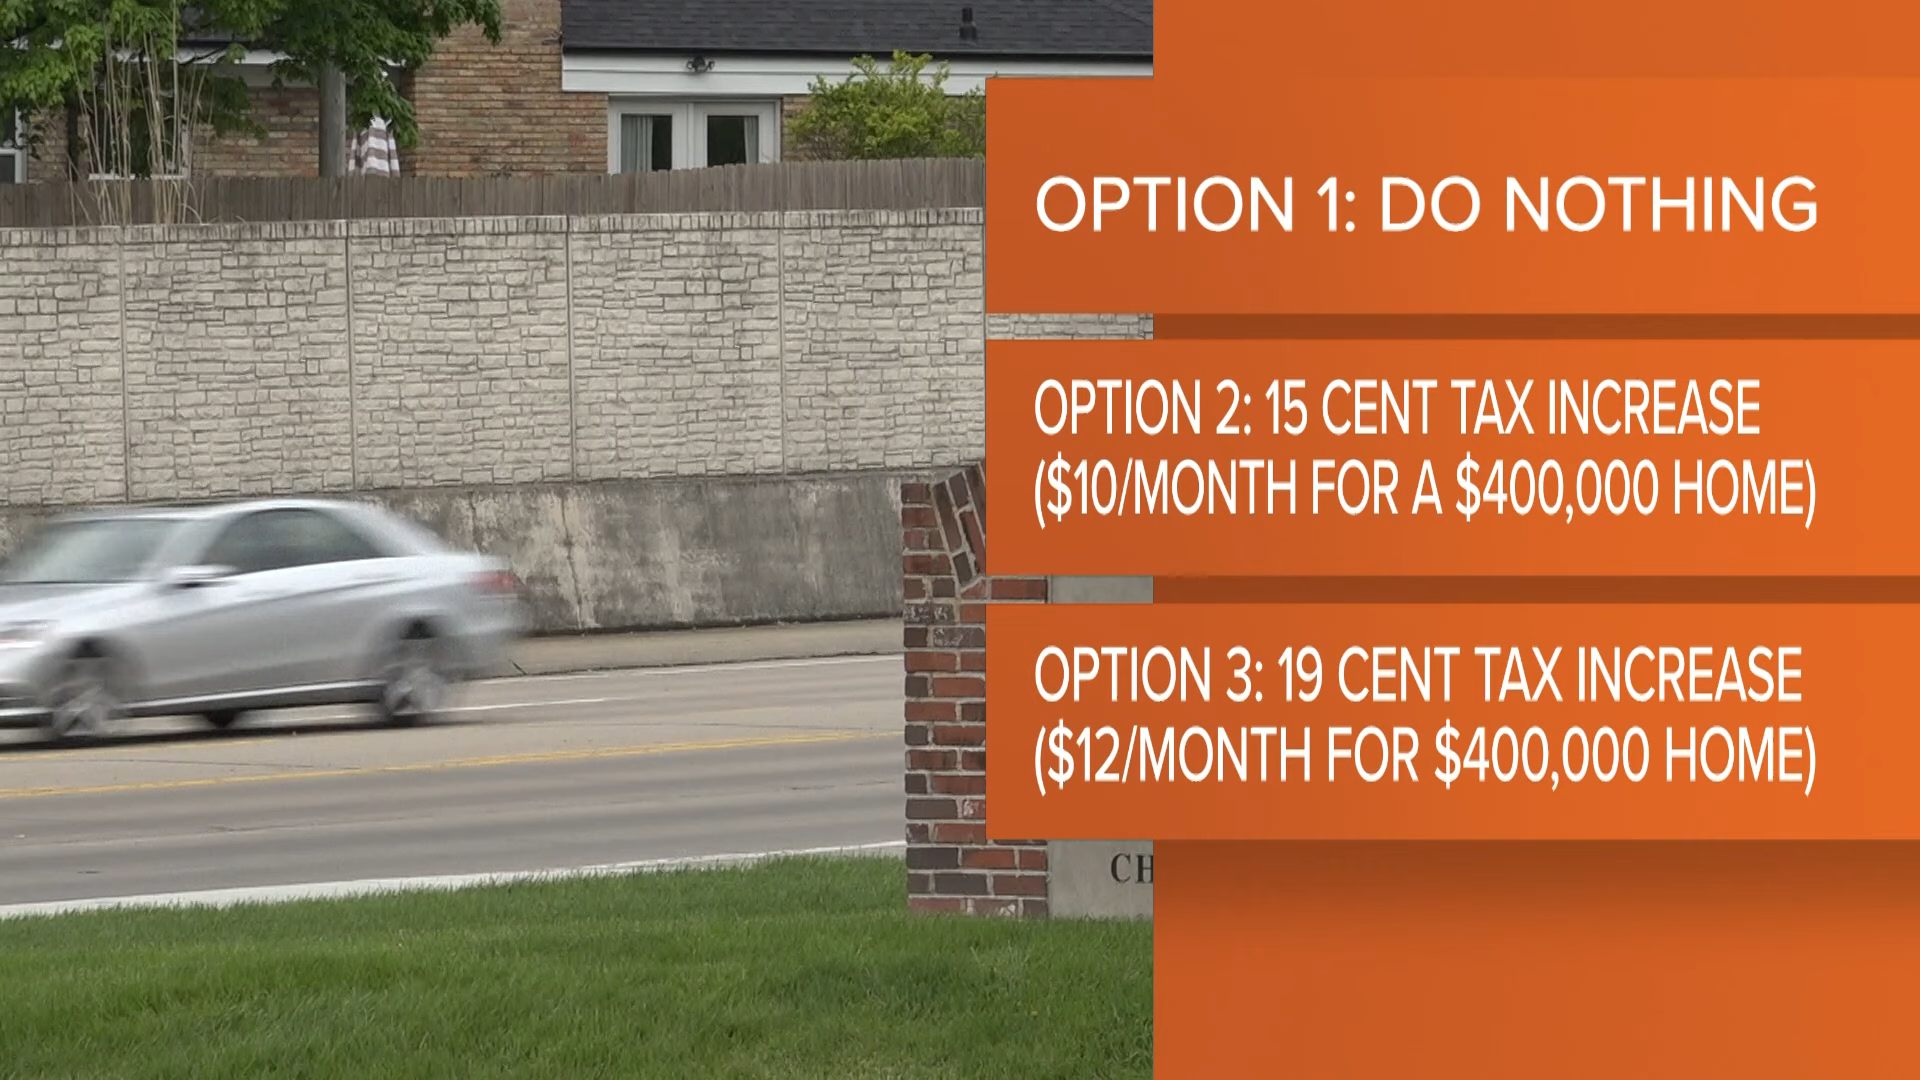 OPTION 1: DO NOTHING
OPTION 2: 15 CENT TAX INCREASE
($10/MONTH FOR A $400,000 HOME)
OPTION 3: 19 CENT TAX INCREASE
($12/MONTH FOR $400,000 HOME)
CH